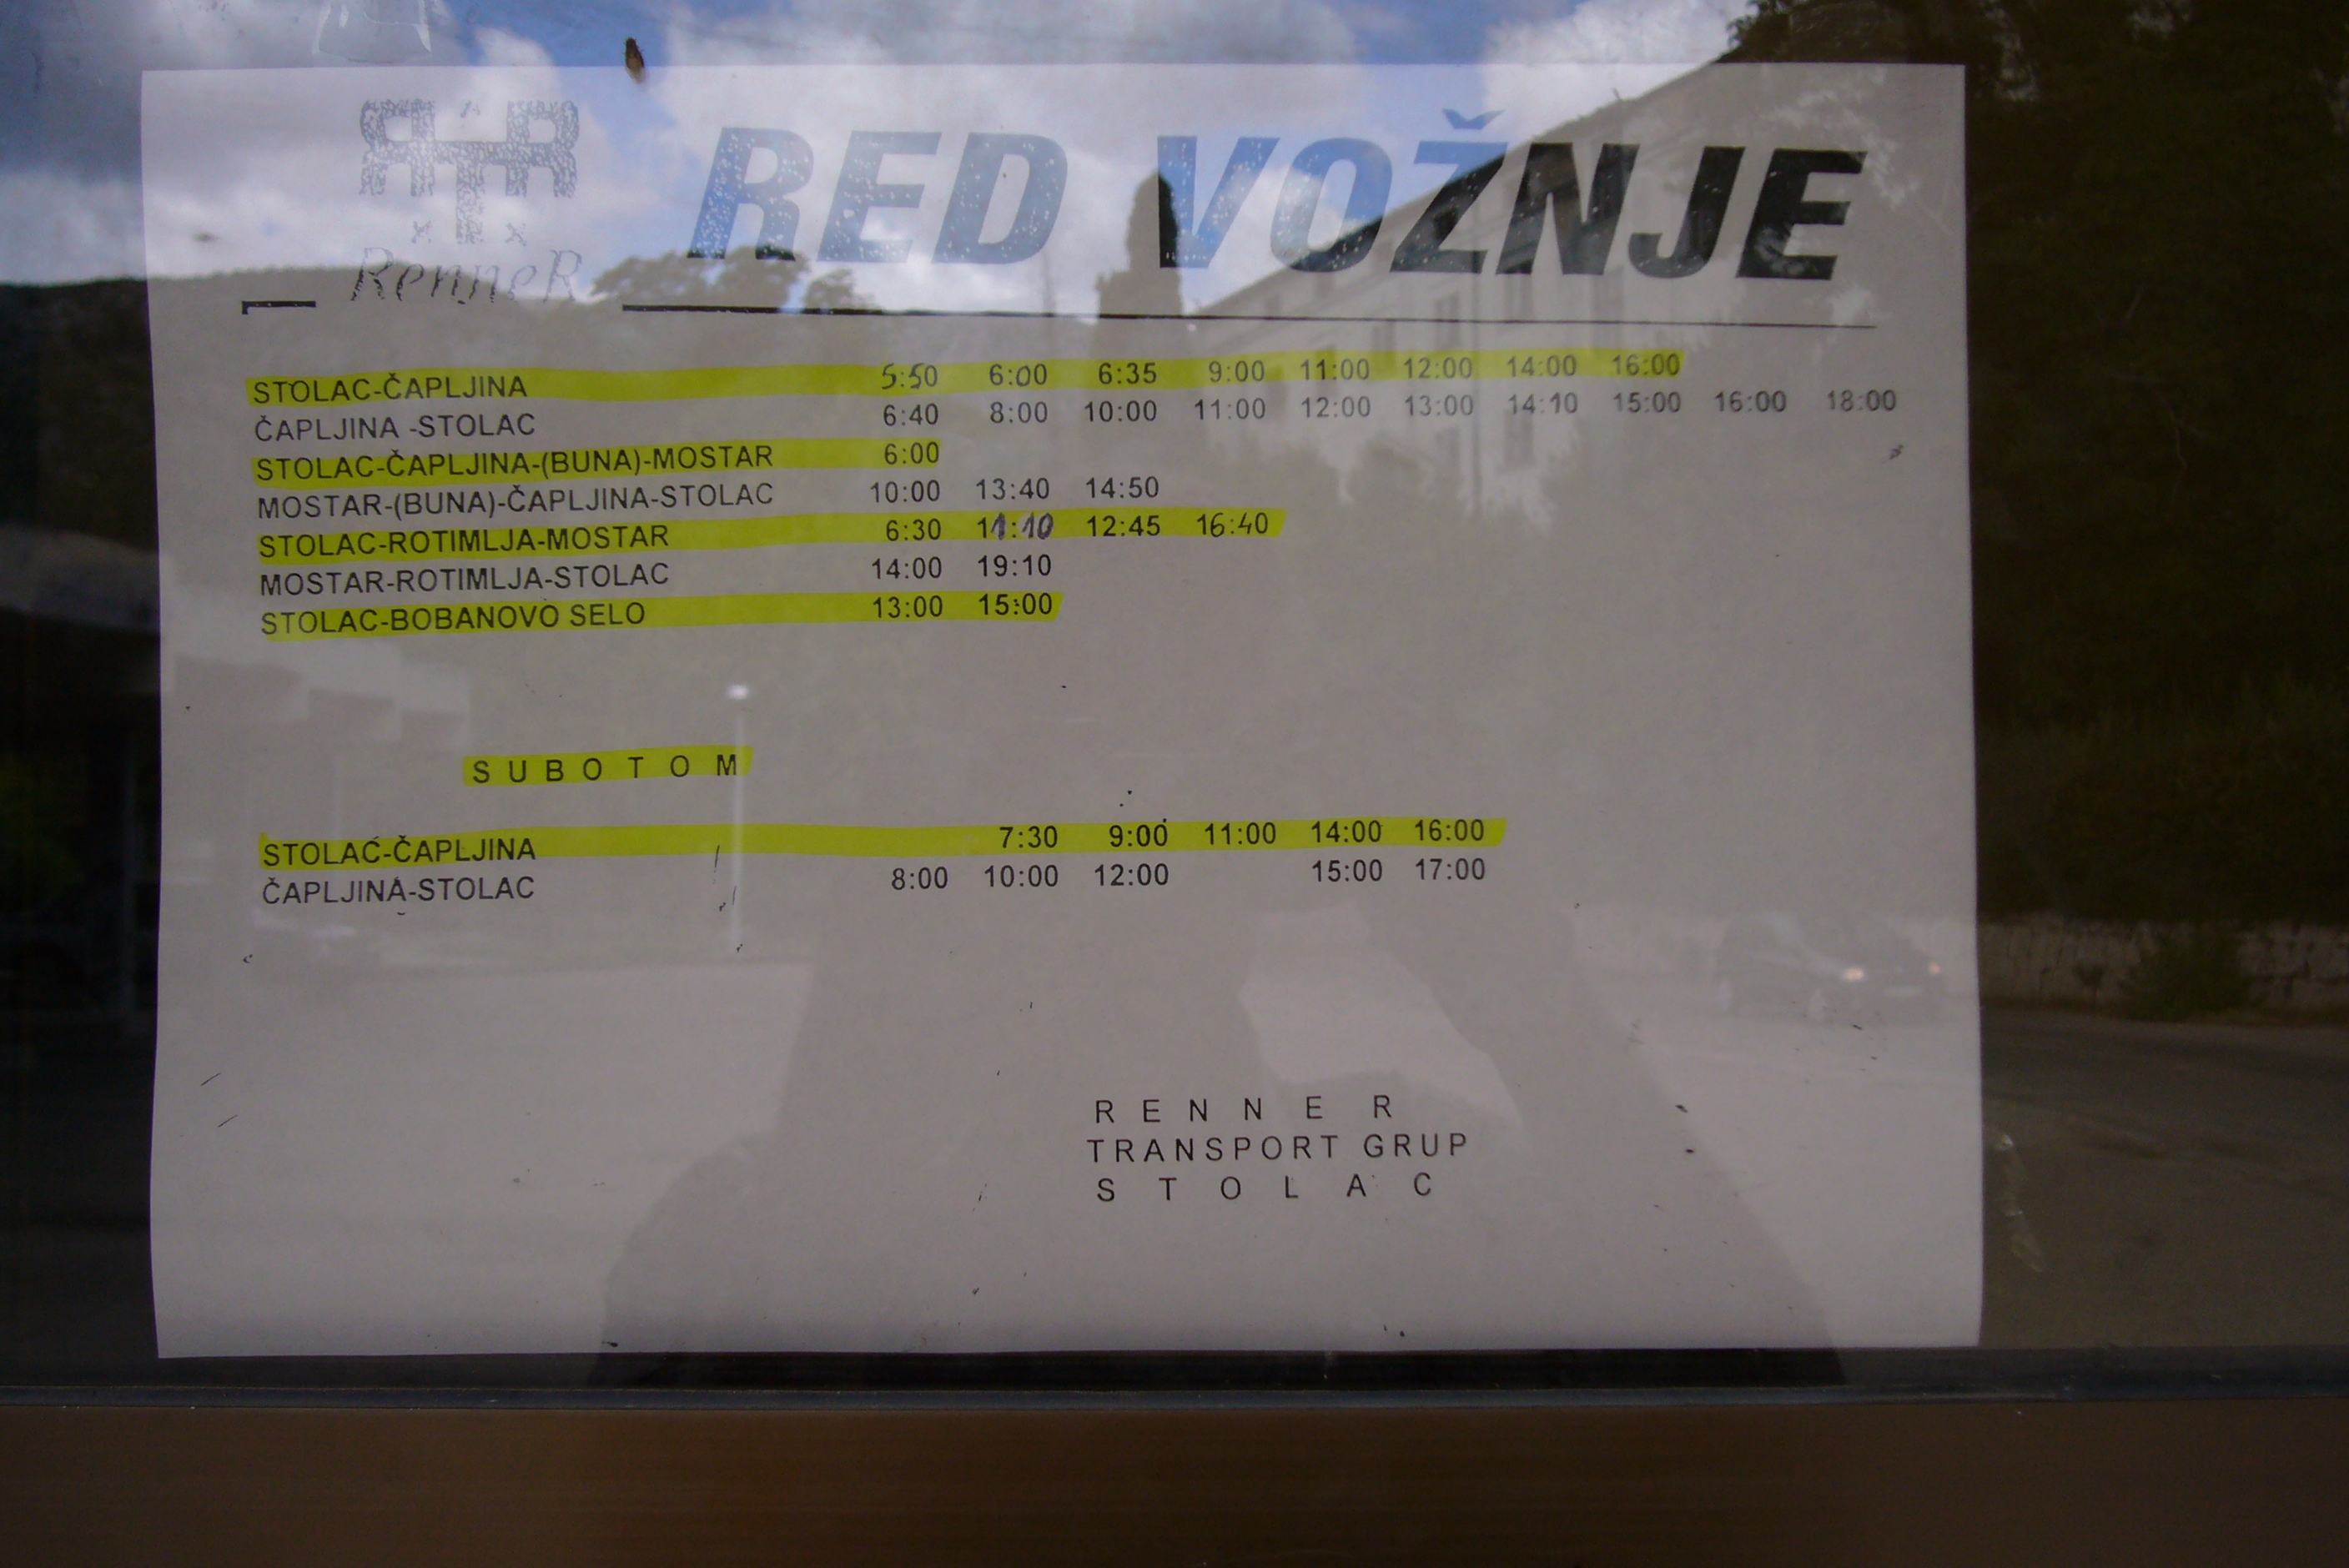 RenneR
RED VOŽNJE
STOLAC-ČAPLJINA 5:50 6:00 6:35 9:00 11:00 12:00 14:00 16:00
ČAPLJINA -STOLAC 6:40 8:00 10:00 11:00 12:00 13:00 14:10 15:00 16:00 18:00
STOLAC-ČAPLJINA-(BUNA)-MOSTAR 6:00
MOSTAR-(BUNA)-ČAPLJINA-STOLAC 10:00 13:40 14:50
STOLAC-ROTIMLJA-MOSTAR 6:30 11:10 12:45 16:40
MOSTAR-ROTIMLJA-STOLAC 14:00 19:10
STOLAC-BOBANOVO SELO 13:00 15:00
SUBOTOM
STOLAC-ČAPLJINA 7:30 9:00 11:00 14:00 16:00
ČAPLJINA-STOLAC 8:00 10:00 12:00 15:00 17:00
RENNER
TRANSPORT GRUP
STOLAC